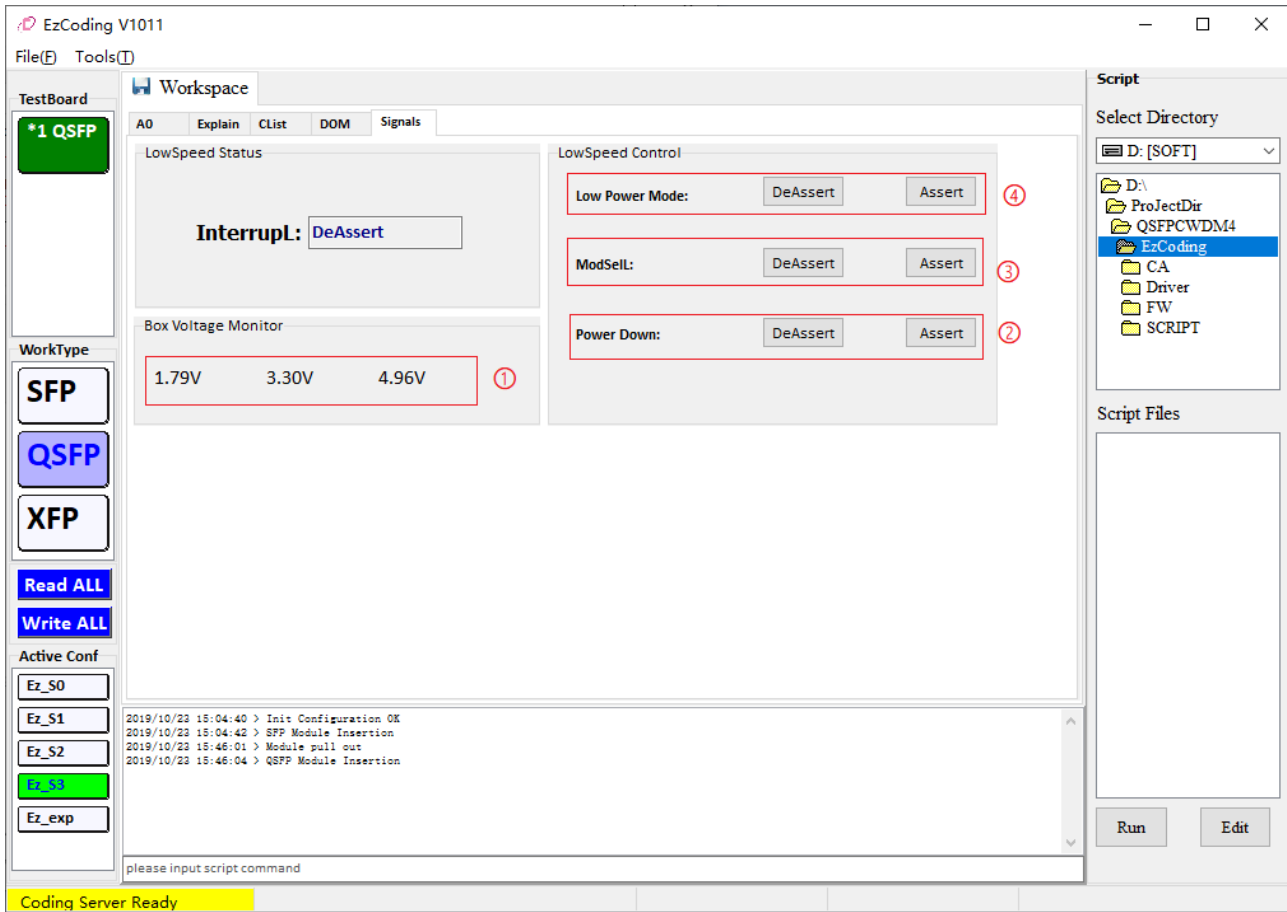 EzCoding V1011
File(F) Tools(T)
TestBoard
*1 QSFP
WorkType
SFP
QSFP
XFP
Read ALL
Write ALL
Active Conf
Ez_S0
Ez_S1
Ez_S2
Ez_S3
Ez_exp
Workspace
A0 Explain CList DOM Signals
LowSpeed Status
InterrupL: DeAssert
Box Voltage Monitor
1.79V 3.30V 4.96V ①
LowSpeed Control
Low Power Mode: DeAssert Assert ④
ModSelL: DeAssert Assert ③
Power Down: DeAssert Assert ②
2019/10/23 15:04:40 > Init Configuration OK
2019/10/23 15:04:42 > SFP Module Insertion
2019/10/23 15:46:01 > Module pull out
2019/10/23 15:46:04 > QSFP Module Insertion
please input script command
Script
Select Directory
D: [SOFT]
D:\
ProJectDir
QSFPCWDM4
EzCoding
CA
Driver
FW
SCRIPT
Script Files
Run Edit
Coding Server Ready